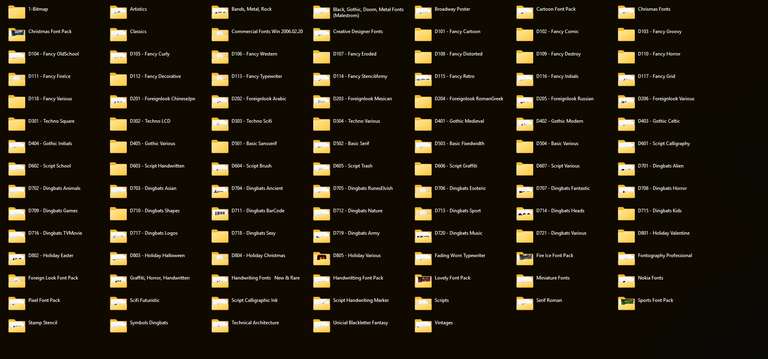 1-Bitmap
Artistics
Bands, Metal, Rock
Black, Gothic, Doom, Metal Fonts
(Malestrom)
Broadway Poster
Cartoon Font Pack
Chrismas Fonts
Christmas Font Pack
Classics
Commercial Fonts Win 2006.02.20
Creative Designer Fonts
D101 - Fancy Cartoon
D102 - Fancy Comic
D103 - Fancy Groovy
D104 - Fancy OldSchool
D105 - Fancy Curly
D106 - Fancy Western
D107 - Fancy Eroded
D108 - Fancy Distorted
D109 - Fancy Destroy
D110 - Fancy Horror
D111 - Fancy FireIce
D112 - Fancy Decorative
D113 - Fancy Typewriter
D114 - Fancy StencilArmy
D115 - Fancy Retro
D116 - Fancy Initials
D117 - Fancy Grid
D118 - Fancy Various
D201 - Foreignlook ChineseJpn
D202 - Foreignlook Arabic
D203 - Foreignlook Mexican
D204 - Foreignlook RomanGreek
D205 - Foreignlook Russian
D206 - Foreignlook Various
D301 - Techno Square
D302 - Techno LCD
D303 - Techno Scifi
D304 - Techno Various
D401 - Gothic Medieval
D402 - Gothic Modern
D403 - Gothic Celtic
D404 - Gothic Initials
D405 - Gothic Various
D501 - Basic Sansserif
D502 - Basic Serif
D503 - Basic Fixedwidth
D504 - Basic Various
D601 - Script Calligraphy
D602 - Script School
D603 - Script Handwritten
D604 - Script Brush
D605 - Script Trash
D606 - Script Graffiti
D607 - Script Various
D701 - Dingbats Alien
D702 - Dingbats Animals
D703 - Dingbats Asian
D704 - Dingbats Ancient
D705 - Dingbats RunesElvish
D706 - Dingbats Esoteric
D707 - Dingbats Fantastic
D708 - Dingbats Horror
D709 - Dingbats Games
D710 - Dingbats Shapes
D711 - Dingbats BarCode
D712 - Dingbats Nature
D713 - Dingbats Sport
D714 - Dingbats Heads
D715 - Dingbats Kids
D716 - Dingbats TVMovie
D717 - Dingbats Logos
D718 - Dingbats Sexy
D719 - Dingbats Army
D720 - Dingbats Music
D721 - Dingbats Various
D801 - Holiday Valentine
D802 - Holiday Easter
D803 - Holiday Halloween
D804 - Holiday Christmas
D805 - Holiday Various
Fading Worn Typewriter
Fire Ice Font Pack
Fontography Professional
Foreign Look Font Pack
Graffiti, Horror, Handwritten
Handwriting Fonts New & Rare
Handwritting Font Pack
Lovely Font Pack
Miniature Fonts
Nokia Fonts
Pixel Font Pack
Scifi Futuristic
Script Calligraphic Ink
Script Handwriting Marker
Scripts
Serif Roman
Sports Font Pack
Stamp Stencil
Symbols Dingbats
Technical Architecture
Unicial Blackletter Fantasy
Vintages